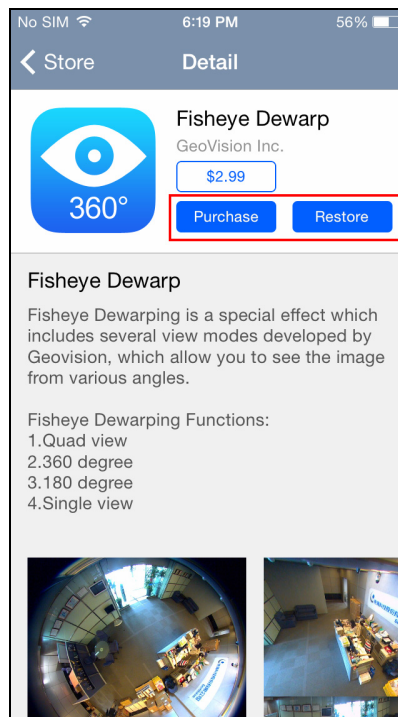 No SIM 6:19 PM 56%
Store Detail
Fisheye Dewarp
GeoVision Inc.
$2.99
360°
Purchase Restore
Fisheye Dewarp
Fisheye Dewarping is a special effect which
includes several view modes developed by
Geovision, which allow you to see the image
from various angles.
Fisheye Dewarping Functions:
1.Quad view
2.360 degree
3.180 degree
4.Single view